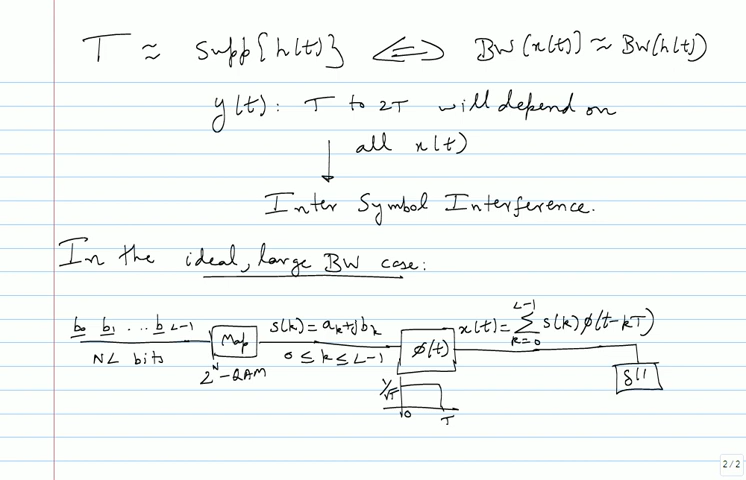 T ≈ supp{h(t)} ⟺ BW(x(t)) ≈ BW(h(t))
y(t): T to 2T will depend on
all x(t)
Inter Symbol Interference.
In the ideal, large BW case:
b0 b1 ... bL-1 s(k) = ak+jbk x(t) = Σ_{k=0}^{L-1} s(k) ϕ(t-kT)
NL bits Map 0 ≤ k ≤ L-1 ϕ(t)
2^N-QAM δ(
1/√T
0 T
2/2